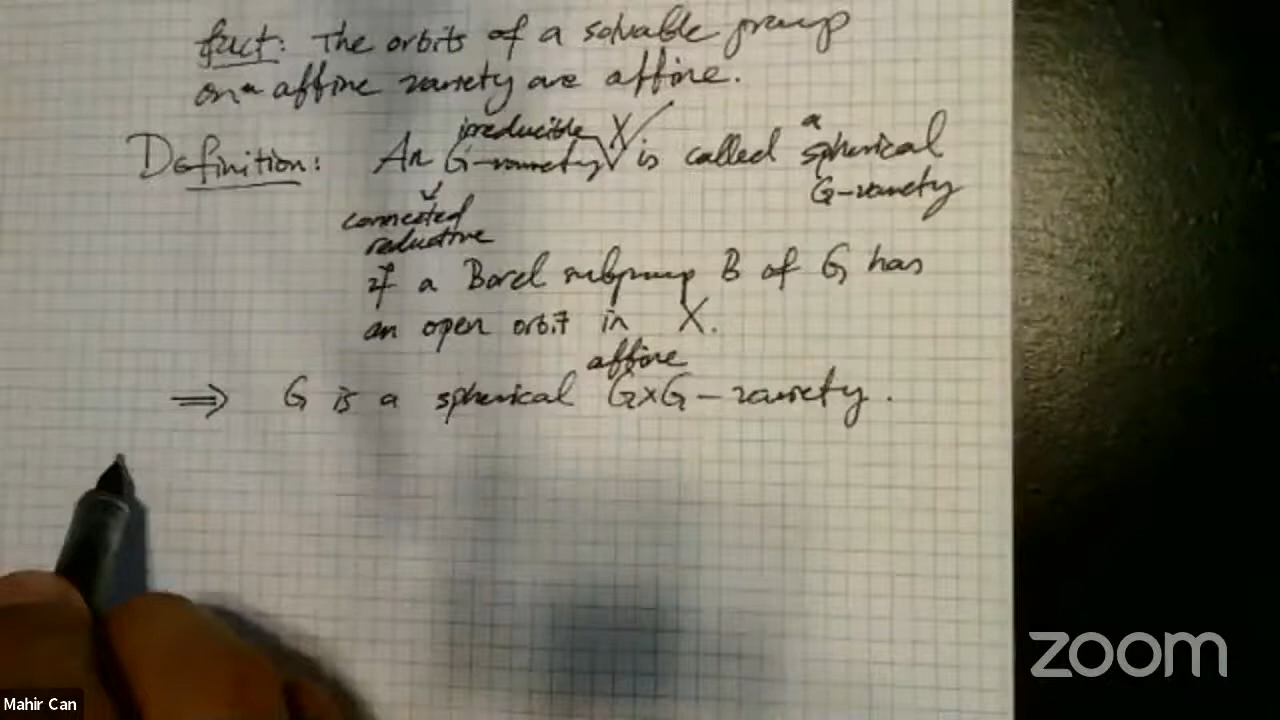 fact: The orbits of a solvable group
on a affine variety are affine.
Definition: An irreducible G-variety X is called a spherical
G-variety
connected
reductive
if a Borel subgroup B of G has
an open orbit in X.
affine
⇒ G is a spherical G×G-variety.
zoom
Mahir Can